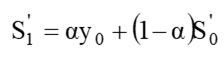 S'₁ = αy₀ + (1−α)S'₀